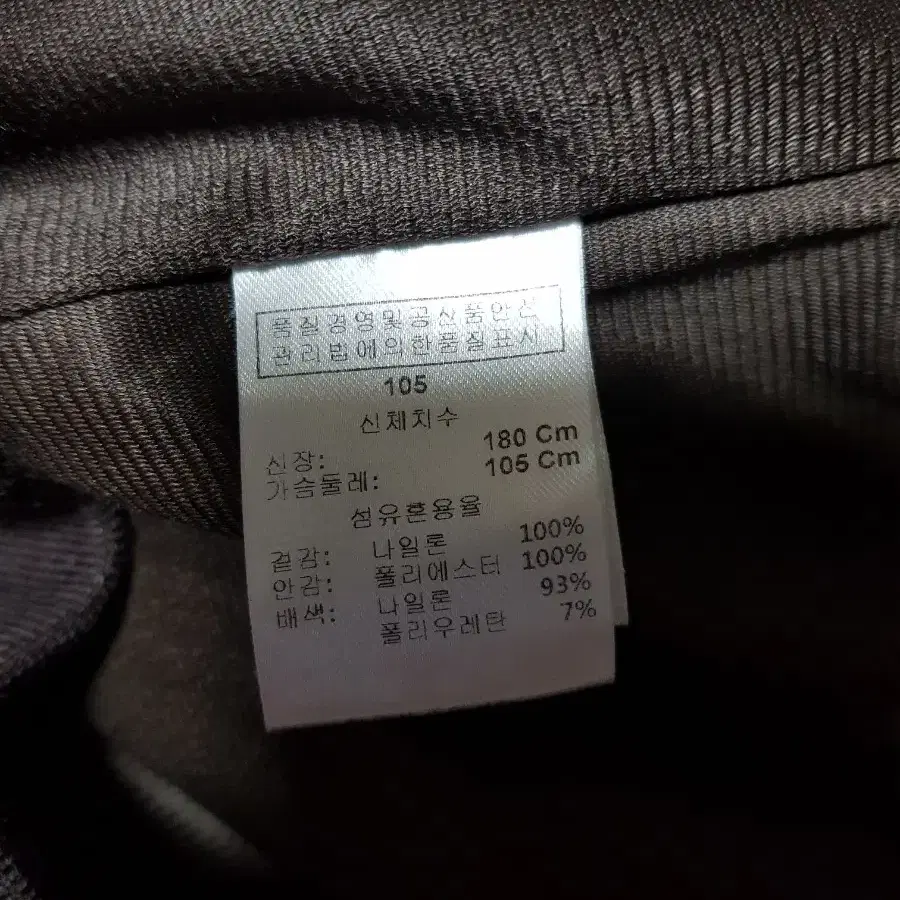 품질경영및공산품안전
관리법에의한품질표시
105
신체치수
신장: 180 Cm
가슴둘레: 105 Cm
섬유혼용율
겉감: 나일론 100%
안감: 폴리에스터 100%
배색: 나일론 93%
폴리우레탄 7%